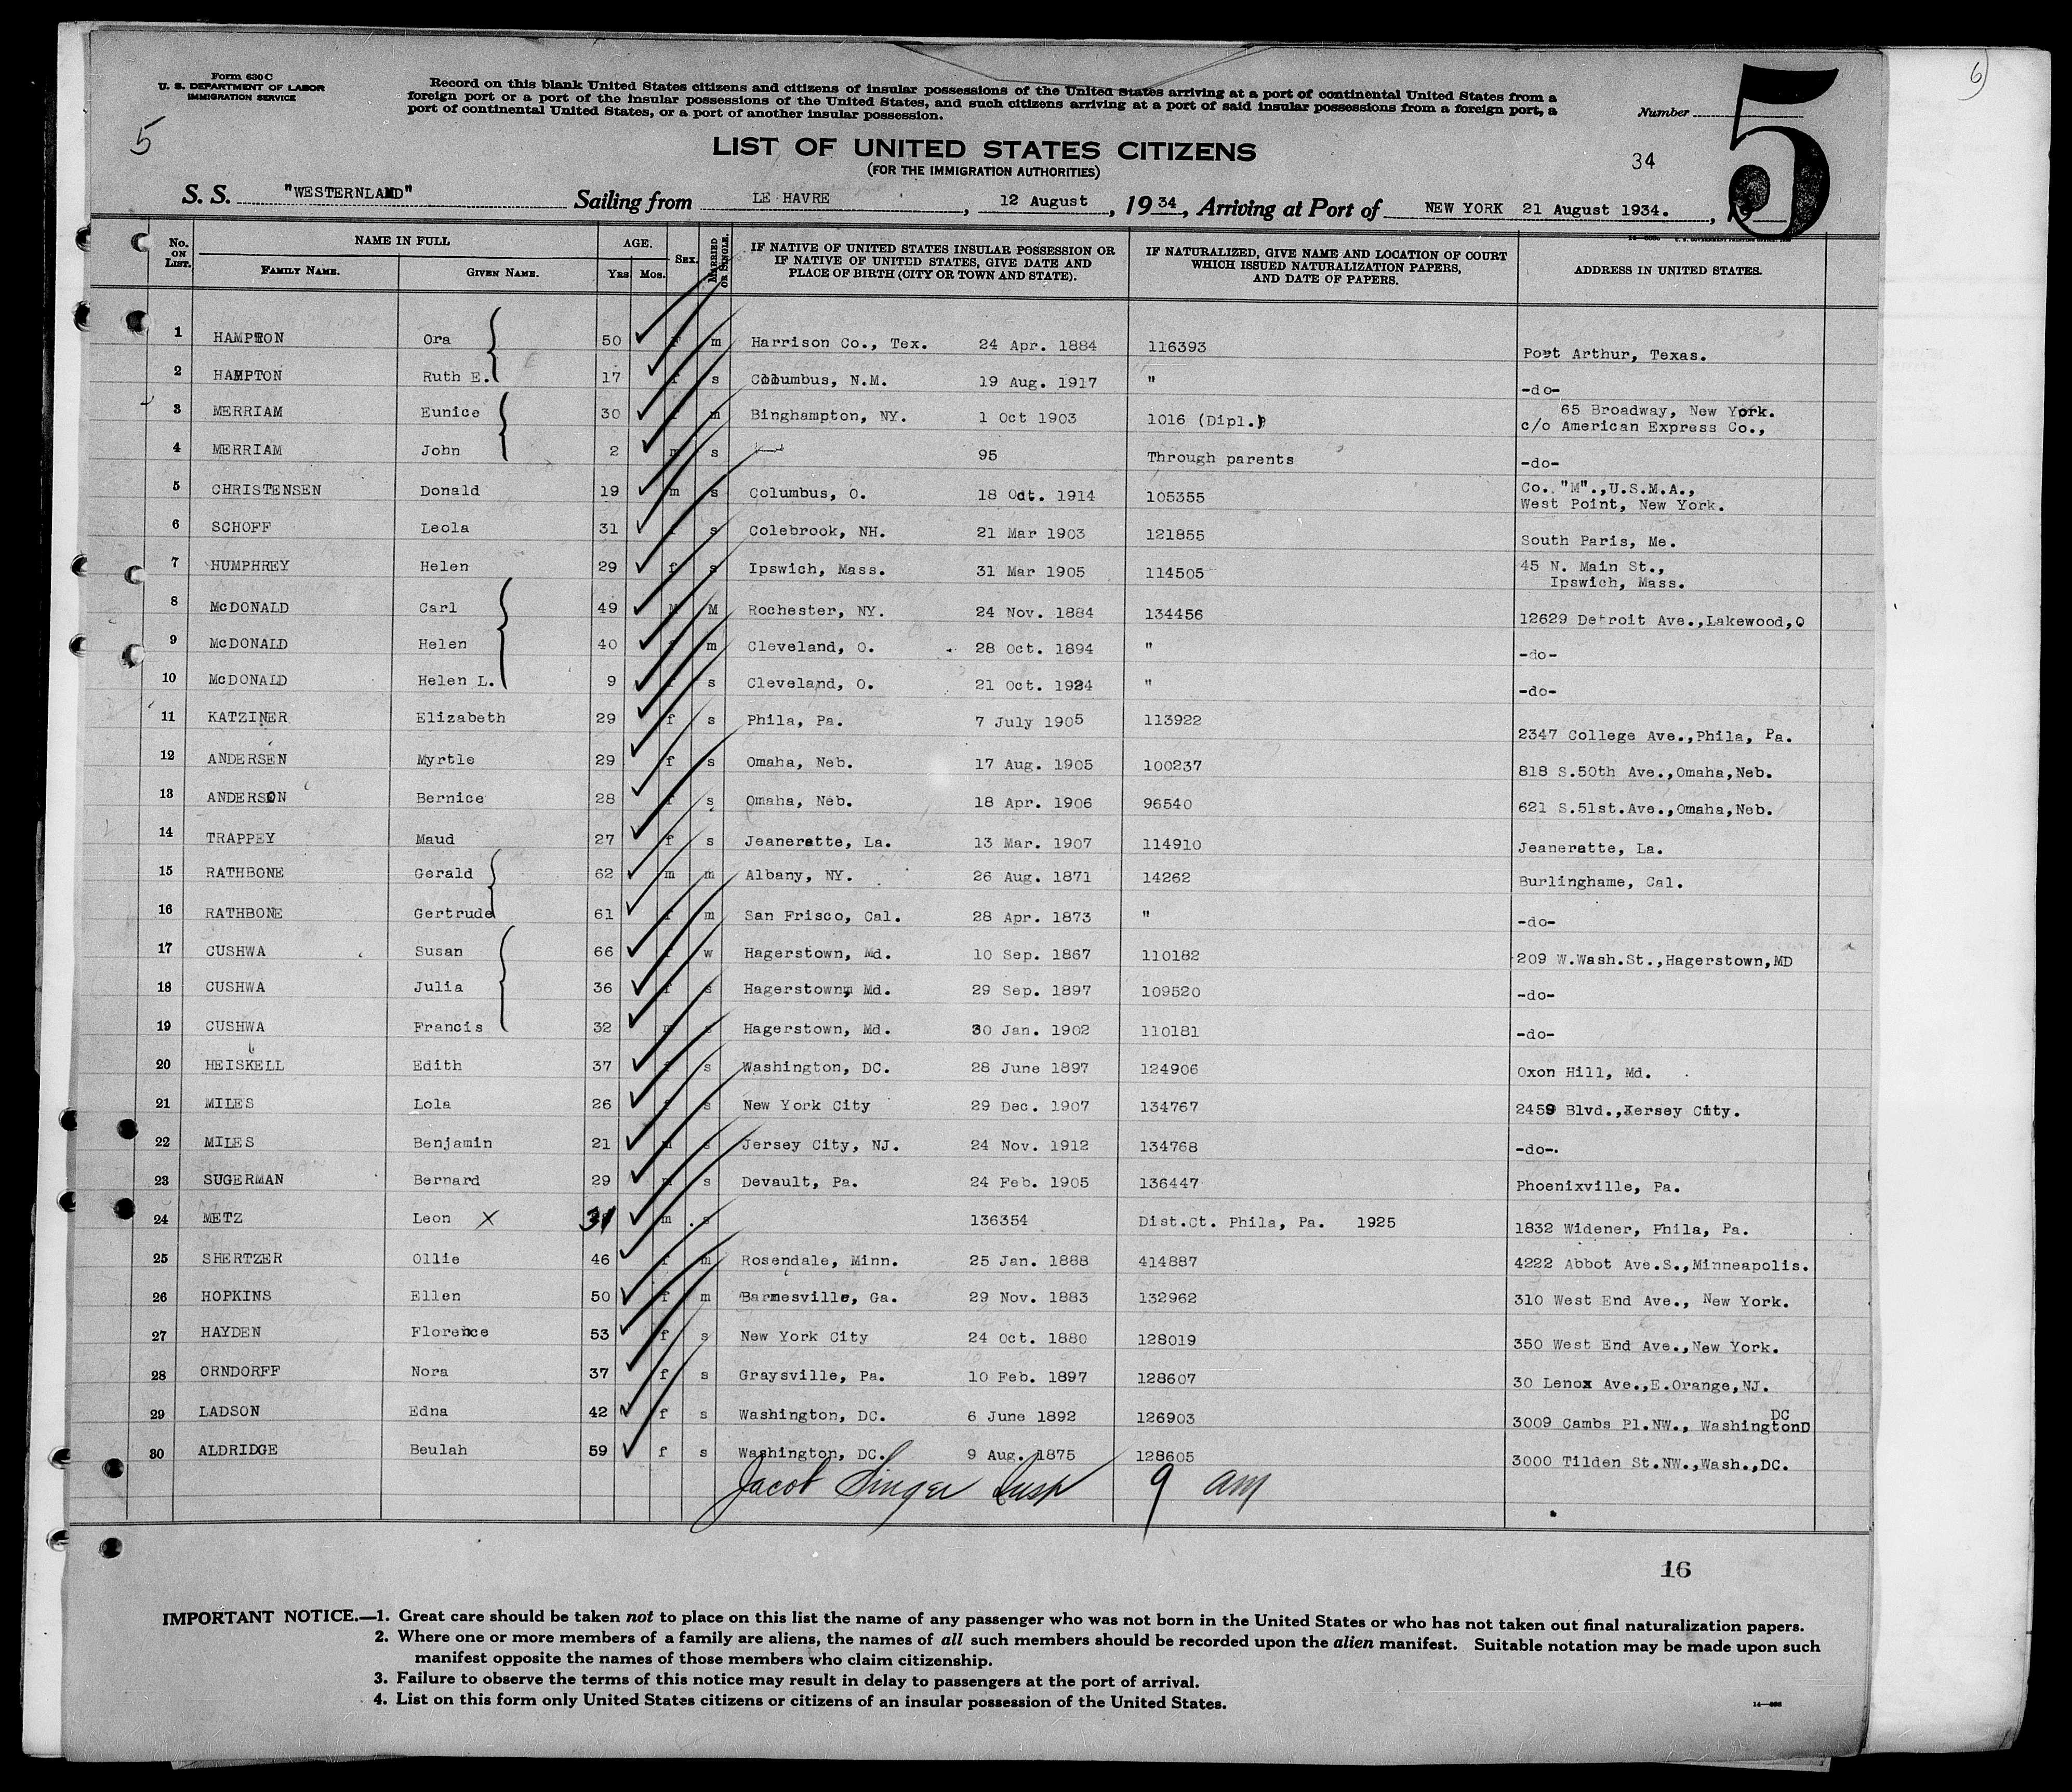 Form 630 C
U. S. DEPARTMENT OF LABOR
IMMIGRATION SERVICE
Record on this blank United States citizens and citizens of insular possessions of the United States arriving at a port of continental United States from a
foreign port or a port of the insular possessions of the United States, and such citizens arriving at a port of said insular possessions from a foreign port, a
port of continental United States, or a port of another insular possession.
Number
5
5
6
34
LIST OF UNITED STATES CITIZENS
(FOR THE IMMIGRATION AUTHORITIES)
S. S. "WESTERNLAND" Sailing from LE HAVRE, 12 August, 1934, Arriving at Port of NEW YORK 21 August 1934.
No. ON LIST. NAME IN FULL FAMILY NAME. GIVEN NAME. AGE. Yrs. Mos. SEX. MARRIED OR SINGLE. IF NATIVE OF UNITED STATES INSULAR POSSESSION OR IF NATIVE OF UNITED STATES, GIVE DATE AND PLACE OF BIRTH (CITY OR TOWN AND STATE). IF NATURALIZED, GIVE NAME AND LOCATION OF COURT WHICH ISSUED NATURALIZATION PAPERS, AND DATE OF PAPERS. ADDRESS IN UNITED STATES.
1 HAMPTON Ora 50 f m Harrison Co., Tex. 24 Apr. 1884 116393 Port Arthur, Texas.
2 HAMPTON Ruth E. 17 f s Columbus, N.M. 19 Aug. 1917 " -do-
3 MERRIAM Eunice 30 f m Binghampton, NY. 1 Oct 1903 1016 (Dipl.) 65 Broadway, New York. c/o American Express Co.,
4 MERRIAM John 2 m s 95 Through parents -do-
5 CHRISTENSEN Donald 19 m s Columbus, O. 18 Oct. 1914 105355 Co. "M".,U.S.M.A., West Point, New York.
6 SCHOFF Leola 31 f s Colebrook, NH. 21 Mar 1903 121855 South Paris, Me.
7 HUMPHREY Helen 29 f s Ipswich, Mass. 31 Mar 1905 114505 45 N. Main St., Ipswich, Mass.
8 McDONALD Carl 49 M M Rochester, NY. 24 Nov. 1884 134456 12629 Detroit Ave.,Lakewood,O
9 McDONALD Helen 40 f m Cleveland, O. 28 Oct. 1894 " -do-
10 McDONALD Helen L. 9 f s Cleveland, O. 21 Oct. 1924 " -do-
11 KATZINER Elizabeth 29 f s Phila, Pa. 7 July 1905 113922 2347 College Ave.,Phila, Pa.
12 ANDERSEN Myrtle 29 f s Omaha, Neb. 17 Aug. 1905 100237 818 S.50th Ave.,Omaha,Neb.
13 ANDERSON Bernice 28 f s Omaha, Neb. 18 Apr. 1906 96540 621 S.51st.Ave.,Omaha,Neb.
14 TRAPPEY Maud 27 f s Jeanerette, La. 13 Mar. 1907 114910 Jeanerette, La.
15 RATHBONE Gerald 62 m m Albany, NY. 26 Aug. 1871 14262 Burlinghame, Cal.
16 RATHBONE Gertrude 61 f m San Frisco, Cal. 28 Apr. 1873 " -do-
17 CUSHWA Susan 66 f w Hagerstown, Md. 10 Sep. 1867 110182 209 W.Wash.St.,Hagerstown,MD
18 CUSHWA Julia 36 f s Hagerstown, Md. 29 Sep. 1897 109520 -do-
19 CUSHWA Francis 32 m s Hagerstown, Md. 30 Jan. 1902 110181 -do-
20 HEISKELL Edith 37 f s Washington, DC. 28 June 1897 124906 Oxon Hill, Md.
21 MILES Lola 26 f s New York City 29 Dec. 1907 134767 2459 Blvd.,Jersey City.
22 MILES Benjamin 21 m s Jersey City, NJ. 24 Nov. 1912 134768 -do-.
23 SUGERMAN Bernard 29 m s Devault, Pa. 24 Feb. 1905 136447 Phoenixville, Pa.
24 METZ Leon X 31 m s 136354 Dist.Ct. Phila, Pa. 1925 1832 Widener, Phila, Pa.
25 SHERTZER Ollie 46 f m Rosendale, Minn. 25 Jan. 1888 414887 4222 Abbot Ave.S.,Minneapolis.
26 HOPKINS Ellen 50 f m Barnesville, Ga. 29 Nov. 1883 132962 310 West End Ave., New York.
27 HAYDEN Florence 53 f s New York City 24 Oct. 1880 128019 350 West End Ave.,New York.
28 ORNDORFF Nora 37 f s Graysville, Pa. 10 Feb. 1897 128607 30 Lenox Ave.,E.Orange,NJ.
29 LADSON Edna 42 f s Washington, DC. 6 June 1892 126903 3009 Cambs Pl.NW., Washington DC
30 ALDRIDGE Beulah 59 f s Washington, DC. 9 Aug. 1875 128605 3000 Tilden St.NW.,Wash.,DC.
Jacob Singer Insp 9 am
16
IMPORTANT NOTICE.—1. Great care should be taken not to place on this list the name of any passenger who was not born in the United States or who has not taken out final naturalization papers.
2. Where one or more members of a family are aliens, the names of all such members should be recorded upon the alien manifest. Suitable notation may be made upon such
manifest opposite the names of those members who claim citizenship.
3. Failure to observe the terms of this notice may result in delay to passengers at the port of arrival.
4. List on this form only United States citizens or citizens of an insular possession of the United States.